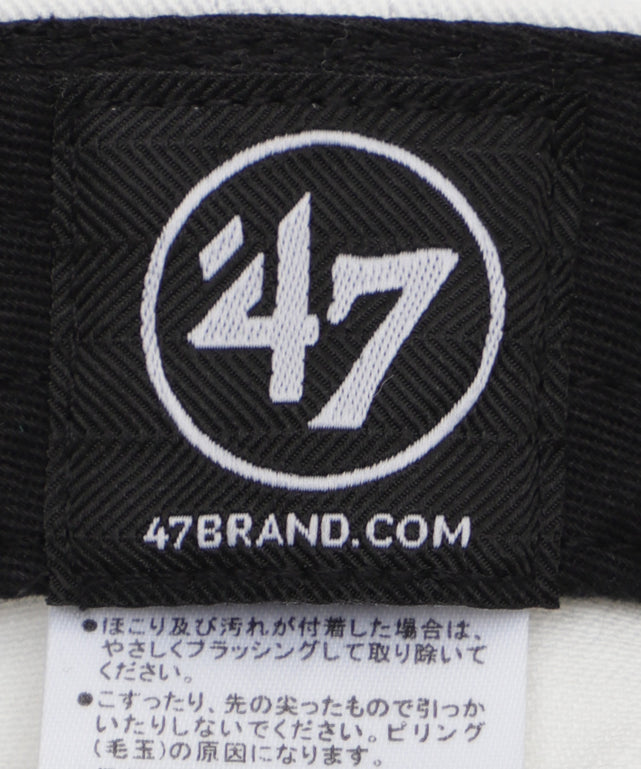 '47
47BRAND.COM
●ほこり及び汚れが付着した場合は、
やさしくブラッシングして取り除いて
ください。
●こすったり、先の尖ったもので引っか
いたりしないでください。ピリング
(毛玉)の原因になります。